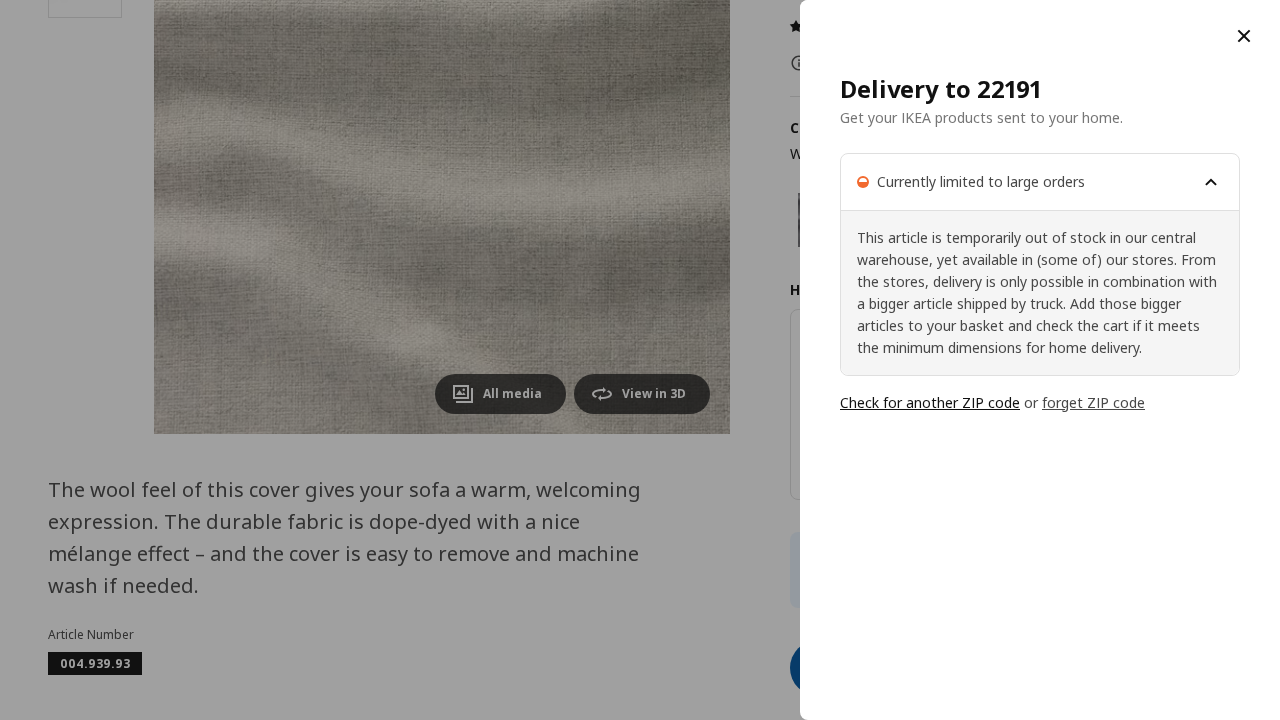 Delivery to 22191
Get your IKEA products sent to your home.
Currently limited to large orders
This article is temporarily out of stock in our central
warehouse, yet available in (some of) our stores. From
the stores, delivery is only possible in combination with
a bigger article shipped by truck. Add those bigger
articles to your basket and check the cart if it meets
the minimum dimensions for home delivery.
Check for another ZIP code or forget ZIP code
All media
View in 3D
The wool feel of this cover gives your sofa a warm, welcoming
expression. The durable fabric is dope-dyed with a nice
mélange effect – and the cover is easy to remove and machine
wash if needed.
Article Number
004.939.93